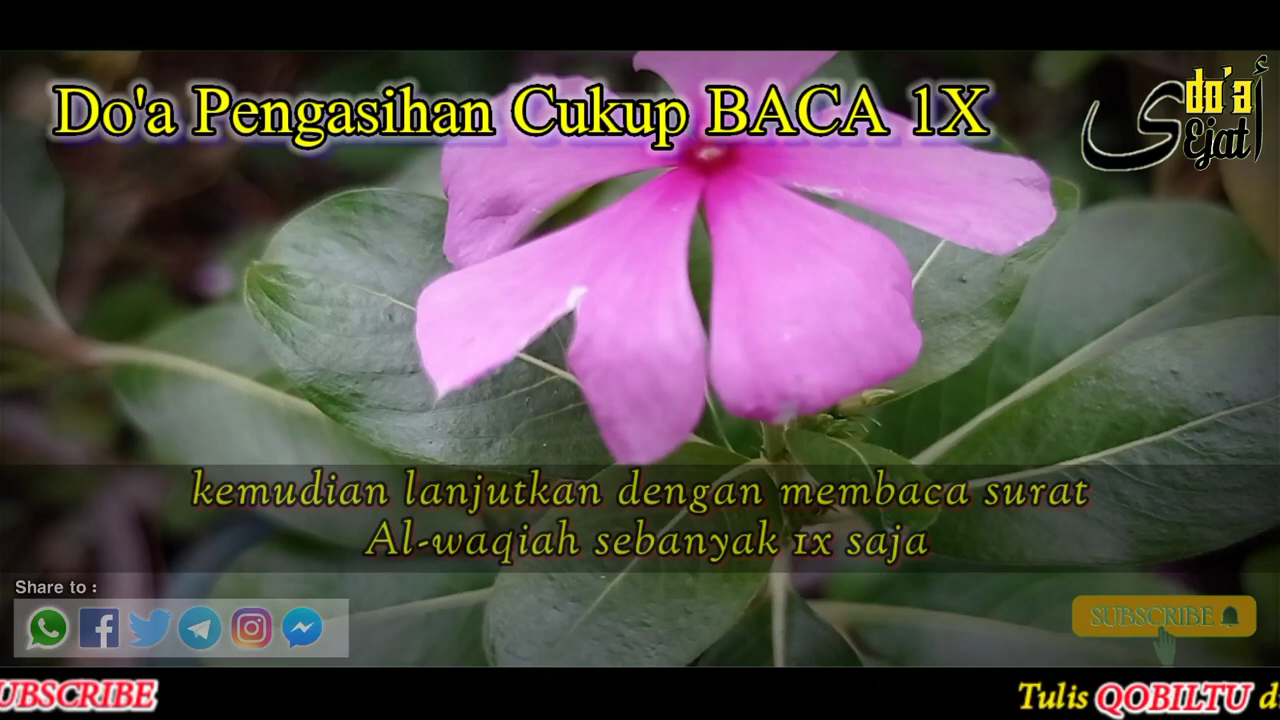 Do'a Pengasihan Cukup BACA 1X
do'a
Ejat
kemudian lanjutkan dengan membaca surat
Al-waqiah sebanyak 1x saja
Share to :
SUBSCRIBE
UBSCRIBE
Tulis QOBILTU d